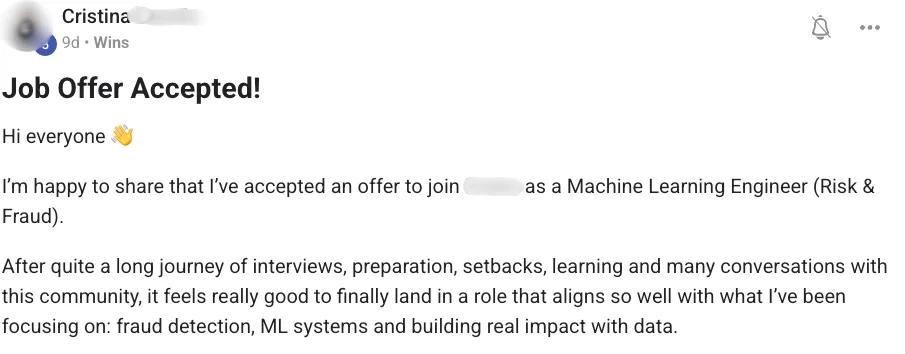 Cristina
9d • Wins
Job Offer Accepted!
Hi everyone 👋
I’m happy to share that I’ve accepted an offer to join as a Machine Learning Engineer (Risk &
Fraud).
After quite a long journey of interviews, preparation, setbacks, learning and many conversations with
this community, it feels really good to finally land in a role that aligns so well with what I’ve been
focusing on: fraud detection, ML systems and building real impact with data.